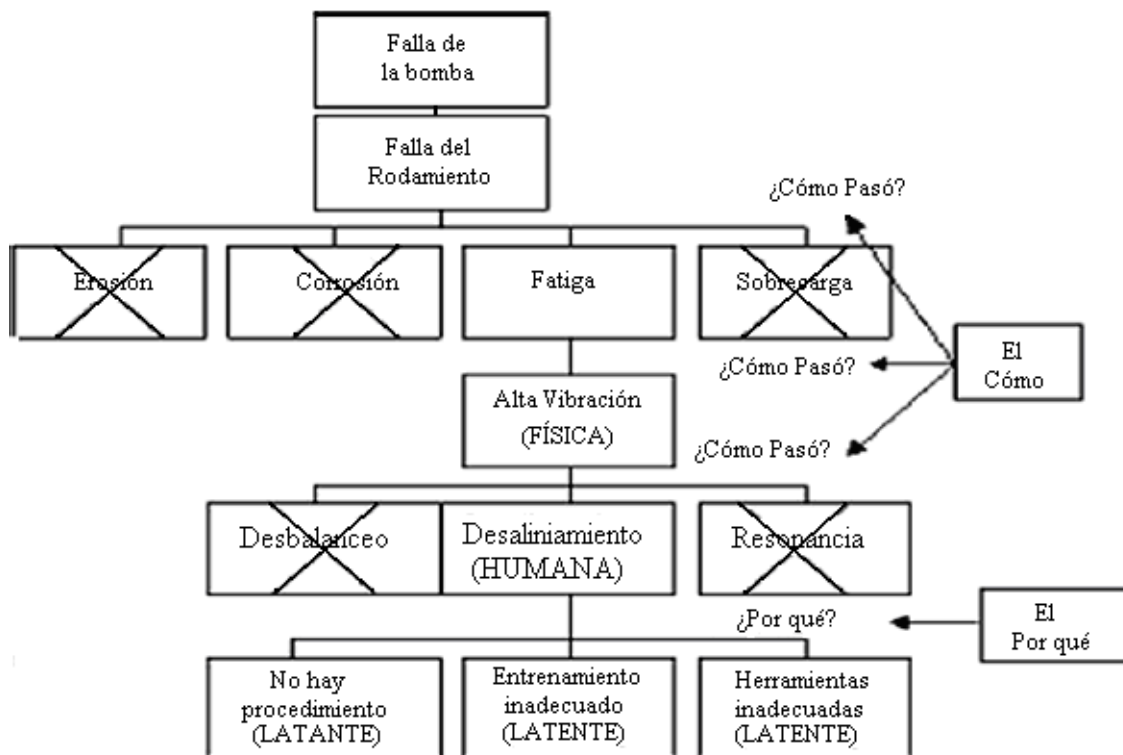 Falla de
la bomba
Falla del
Rodamiento
¿Cómo Pasó?
Erosión
Corrosión
Fatiga
Sobrecarga
¿Cómo Pasó?
El
Cómo
Alta Vibración
(FÍSICA)
¿Cómo Pasó?
Desbalanceo
Desaliniamiento
(HUMANA)
Resonancia
¿Por qué?
El
Por qué
No hay
procedimiento
(LATANTE)
Entrenamiento
inadecuado
(LATENTE)
Herramientas
inadecuadas
(LATENTE)